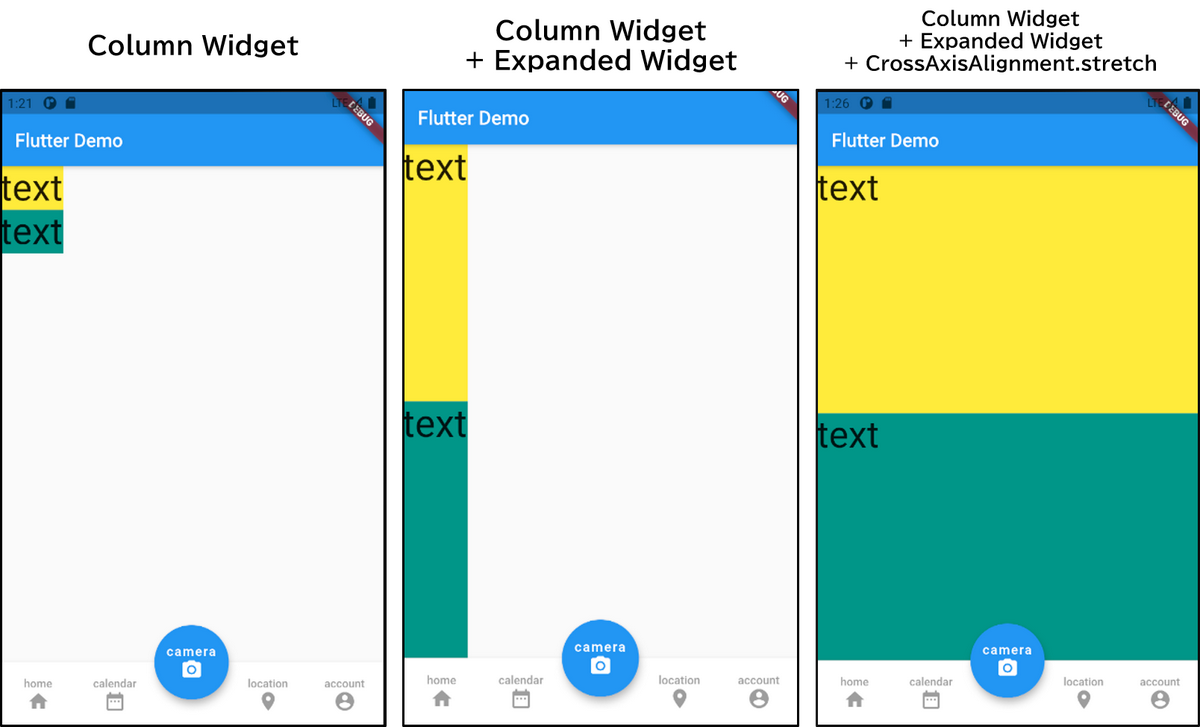 Column Widget
1:21
LTE
DEBUG
Flutter Demo
text
text
camera
home
calendar
location
account
Column Widget
+ Expanded Widget
UG
Flutter Demo
text
text
camera
home
calendar
location
account
Column Widget
+ Expanded Widget
+ CrossAxisAlignment.stretch
1:26
LTE
DEBUG
Flutter Demo
text
text
camera
home
calendar
location
account